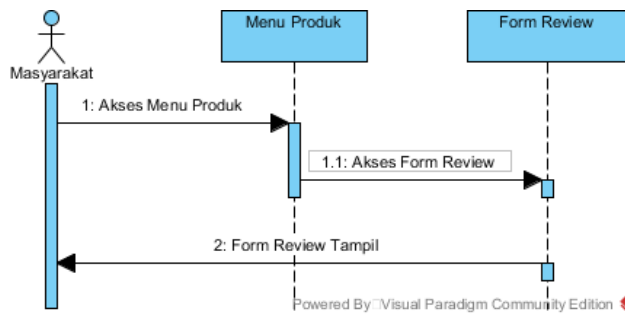 Menu Produk
Form Review
Masyarakat
1: Akses Menu Produk
1.1: Akses Form Review
2: Form Review Tampil
Powered By Visual Paradigm Community Edition